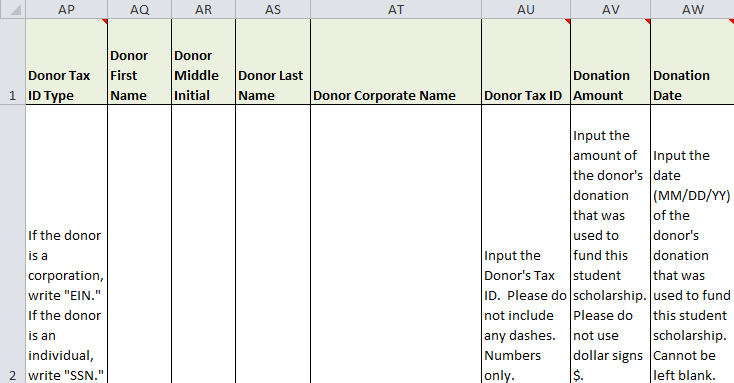 AP AQ AR AS AT AU AV AW
1
Donor Tax
ID Type
Donor
First
Name
Donor
Middle
Initial
Donor Last
Name
Donor Corporate Name
Donor Tax ID
Donation
Amount
Donation
Date
2
If the donor
is a
corporation,
write "EIN."
If the donor
is an
individual,
write "SSN."
Input the
Donor's Tax
ID.  Please do
not include
any dashes.
Numbers
only.
Input the
amount of
the donor's
donation
that was
used to
fund this
student
scholarship.
Please do
not use
dollar signs
$.
Input the
date
(MM/DD/YY)
of the
donor's
donation
that was
used to fund
this student
scholarship.
Cannot be
left blank.